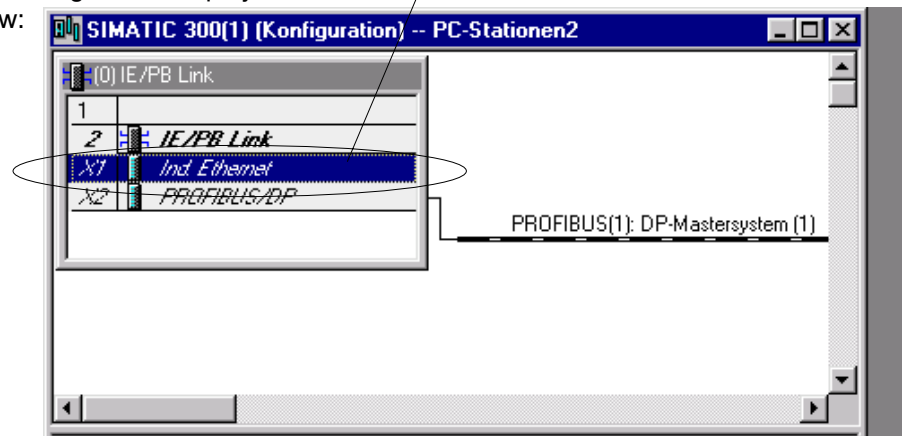 w:
SIMATIC 300(1) (Konfiguration) -- PC-Stationen2
(0) IE/PB Link
1
2 IE/PB Link
X1 Ind. Ethernet
X2 PROFIBUS/DP
PROFIBUS(1): DP-Mastersystem (1)